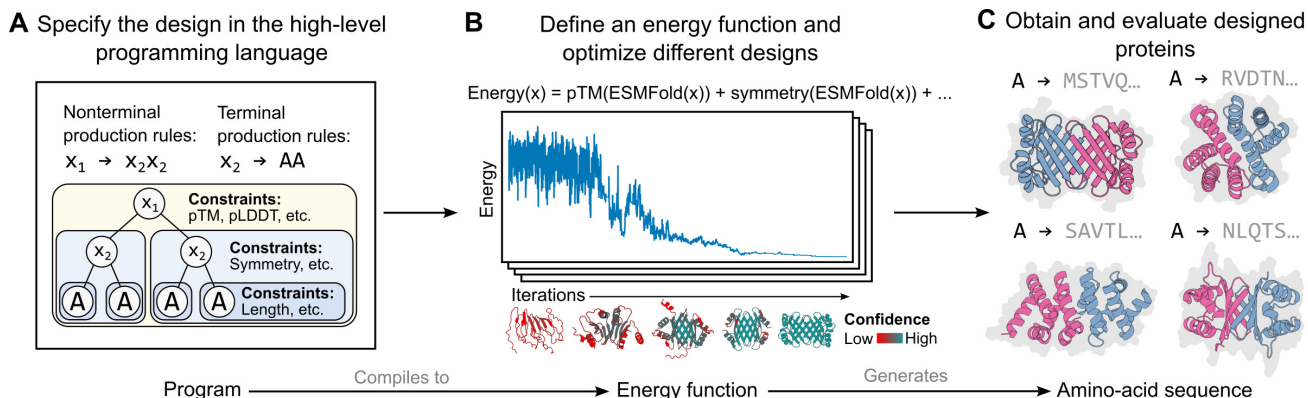 A Specify the design in the high-level
programming language
Nonterminal
production rules:
x₁ → x₂x₂
Terminal
production rules:
x₂ → AA
Constraints:
pTM, pLDDT, etc.
x₁
Constraints:
Symmetry, etc.
x₂
x₂
Constraints:
Length, etc.
A
A
A
A
B Define an energy function and
optimize different designs
Energy(x) = pTM(ESMFold(x)) + symmetry(ESMFold(x)) + ...
Energy
Iterations
Confidence
Low
High
C Obtain and evaluate designed
proteins
A → MSTVQ…
A → RVDTN…
A → SAVTL…
A → NLQTS…
Program
Compiles to
Energy function
Generates
Amino-acid sequence